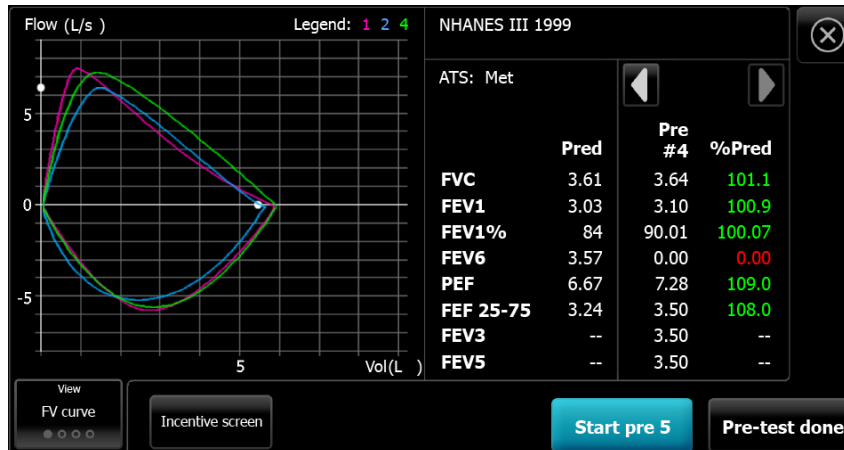 Flow (L/s )
Legend: 1 2 4
5
0
-5
5
Vol(L )
NHANES III 1999
ATS: Met
Pred Pre #4 %Pred
FVC 3.61 3.64 101.1
FEV1 3.03 3.10 100.9
FEV1% 84 90.01 100.07
FEV6 3.57 0.00 0.00
PEF 6.67 7.28 109.0
FEF 25-75 3.24 3.50 108.0
FEV3 -- 3.50 --
FEV5 -- 3.50 --
View
FV curve
Incentive screen
Start pre 5
Pre-test done